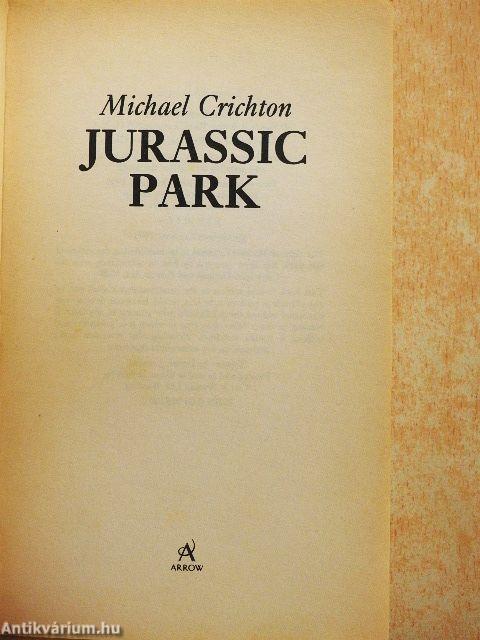 Michael Crichton
JURASSIC
PARK
A
ARROW
Antikvárium.hu